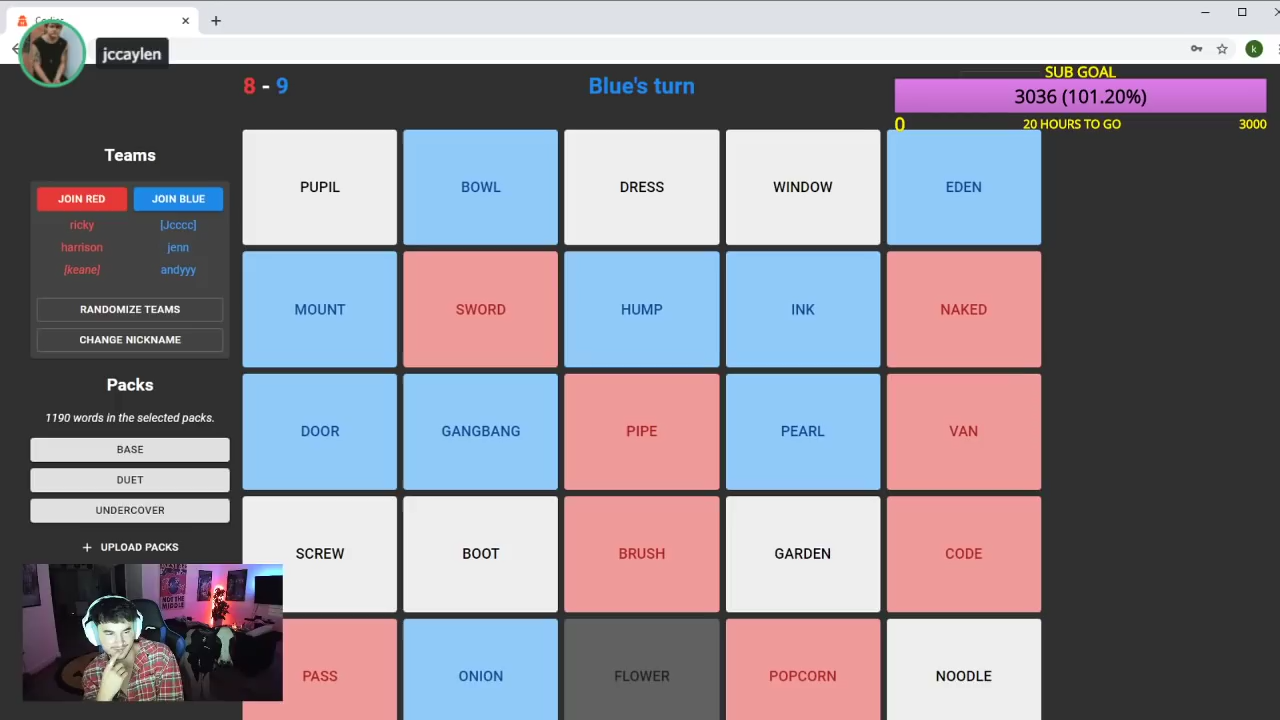 jccaylen
8 - 9
Blue's turn
SUB GOAL
3036 (101.20%)
0
20 HOURS TO GO
3000
k
Teams
JOIN RED
JOIN BLUE
ricky
[Jcccc]
harrison
jenn
[keane]
andyyy
RANDOMIZE TEAMS
CHANGE NICKNAME
Packs
1190 words in the selected packs.
BASE
DUET
UNDERCOVER
+ UPLOAD PACKS
PUPIL
BOWL
DRESS
WINDOW
EDEN
MOUNT
SWORD
HUMP
INK
NAKED
DOOR
GANGBANG
PIPE
PEARL
VAN
SCREW
BOOT
BRUSH
GARDEN
CODE
PASS
ONION
FLOWER
POPCORN
NOODLE